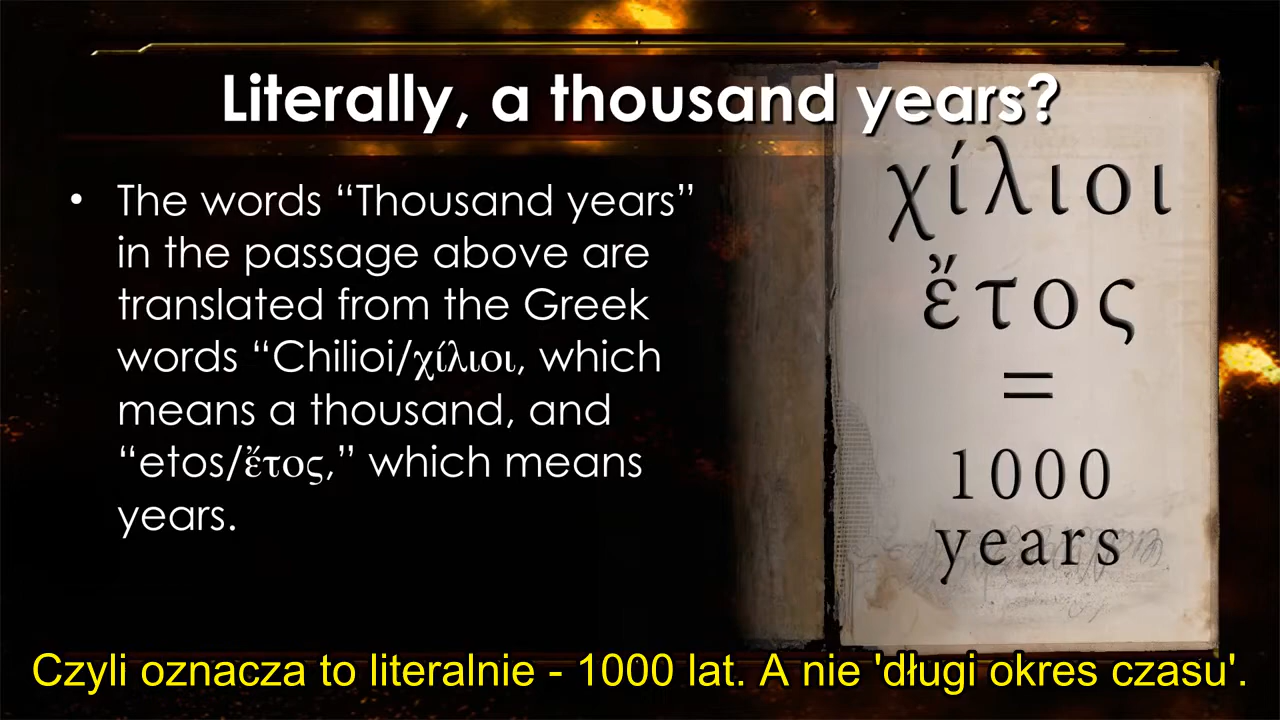 Literally, a thousand years?
• The words “Thousand years”
in the passage above are
translated from the Greek
words “Chilioi/χίλιοι, which
means a thousand, and
“etos/ἔτος,” which means
years.
χίλιοι
ἔτος
=
1000
years
Czyli oznacza to literalnie - 1000 lat. A nie 'długi okres czasu'.